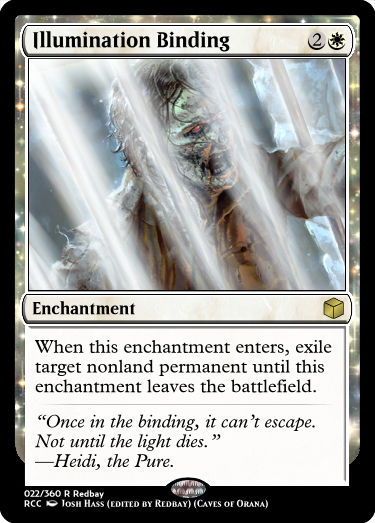 Illumination Binding 2
Enchantment
When this enchantment enters, exile
target nonland permanent until this
enchantment leaves the battlefield.
“Once in the binding, it can’t escape.
Not until the light dies.”
—Heidi, the Pure.
022/360 R Redbay
RCC Josh Hass (edited by Redbay) (Caves of Orana)